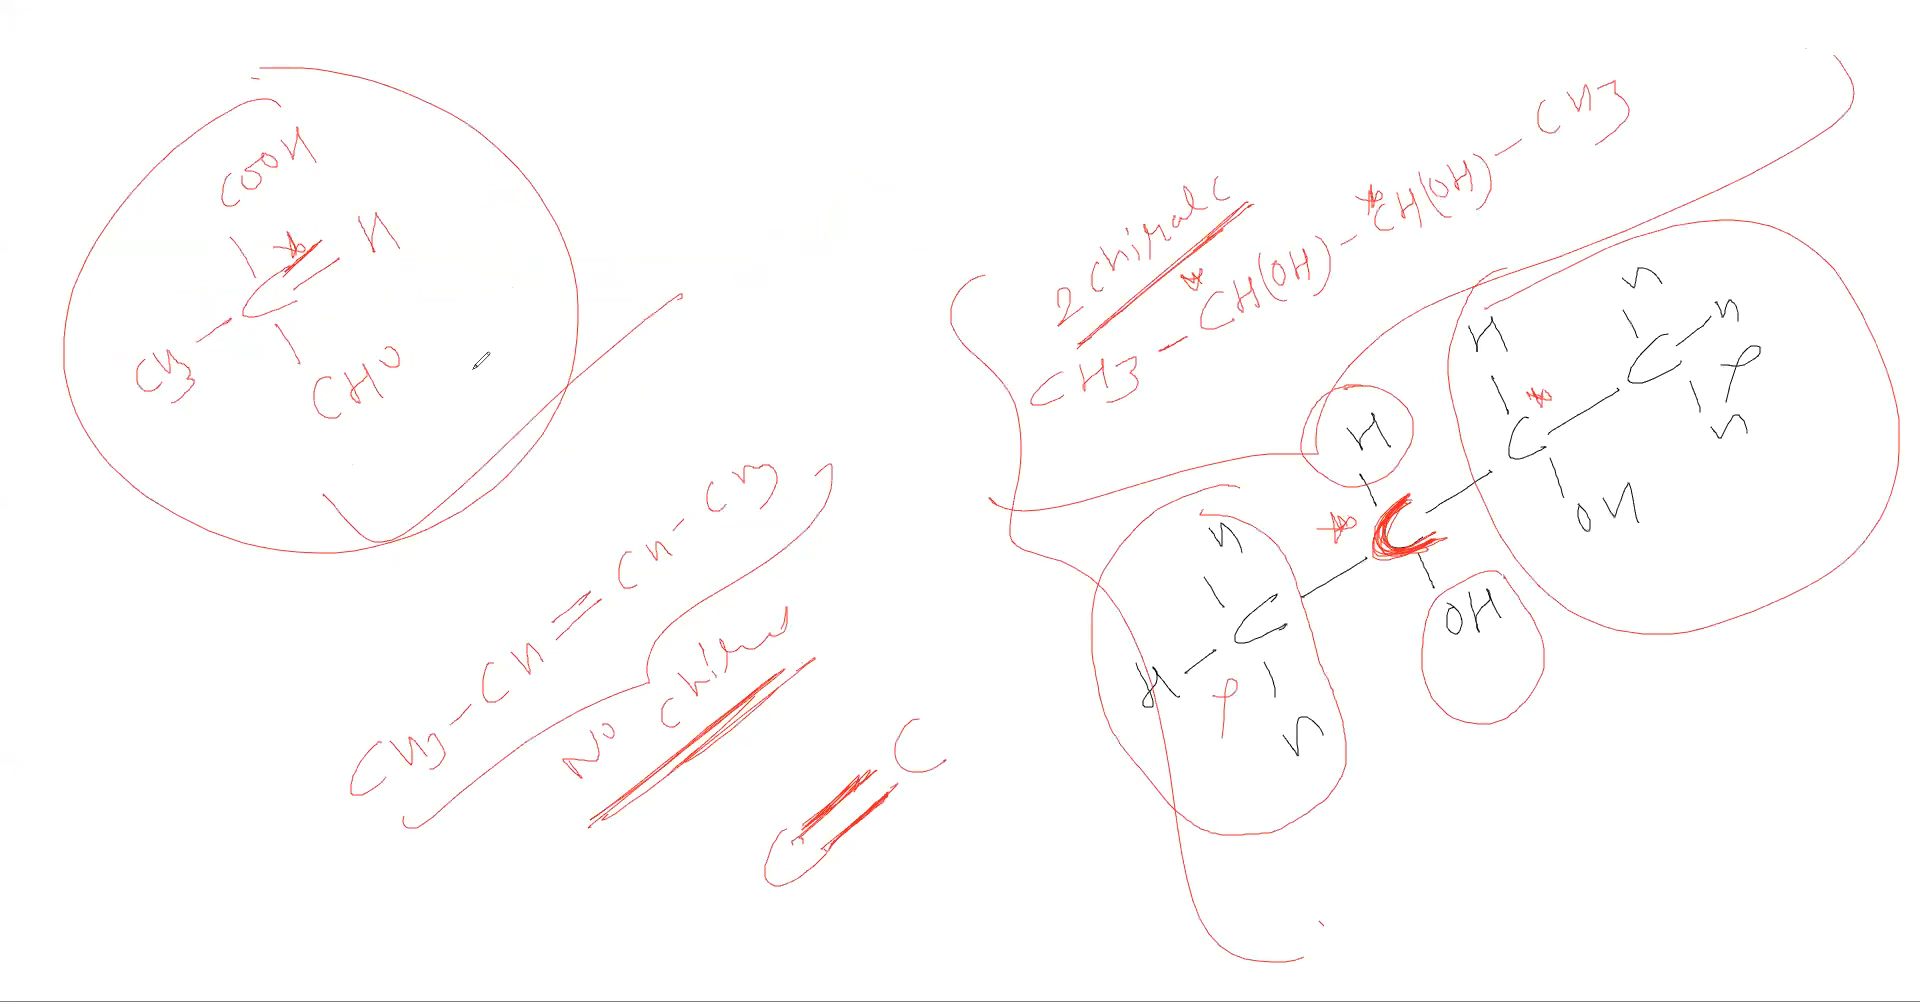 COOH
C * H
CH3
CHO
2 chiral C
CH3 - *CH(OH) - *CH(OH) - CH3
H H
C H
H C *
OH
H
* C
OH
H
C
H
H
CH3 - CH = CH - CH3
No chiral
C = C